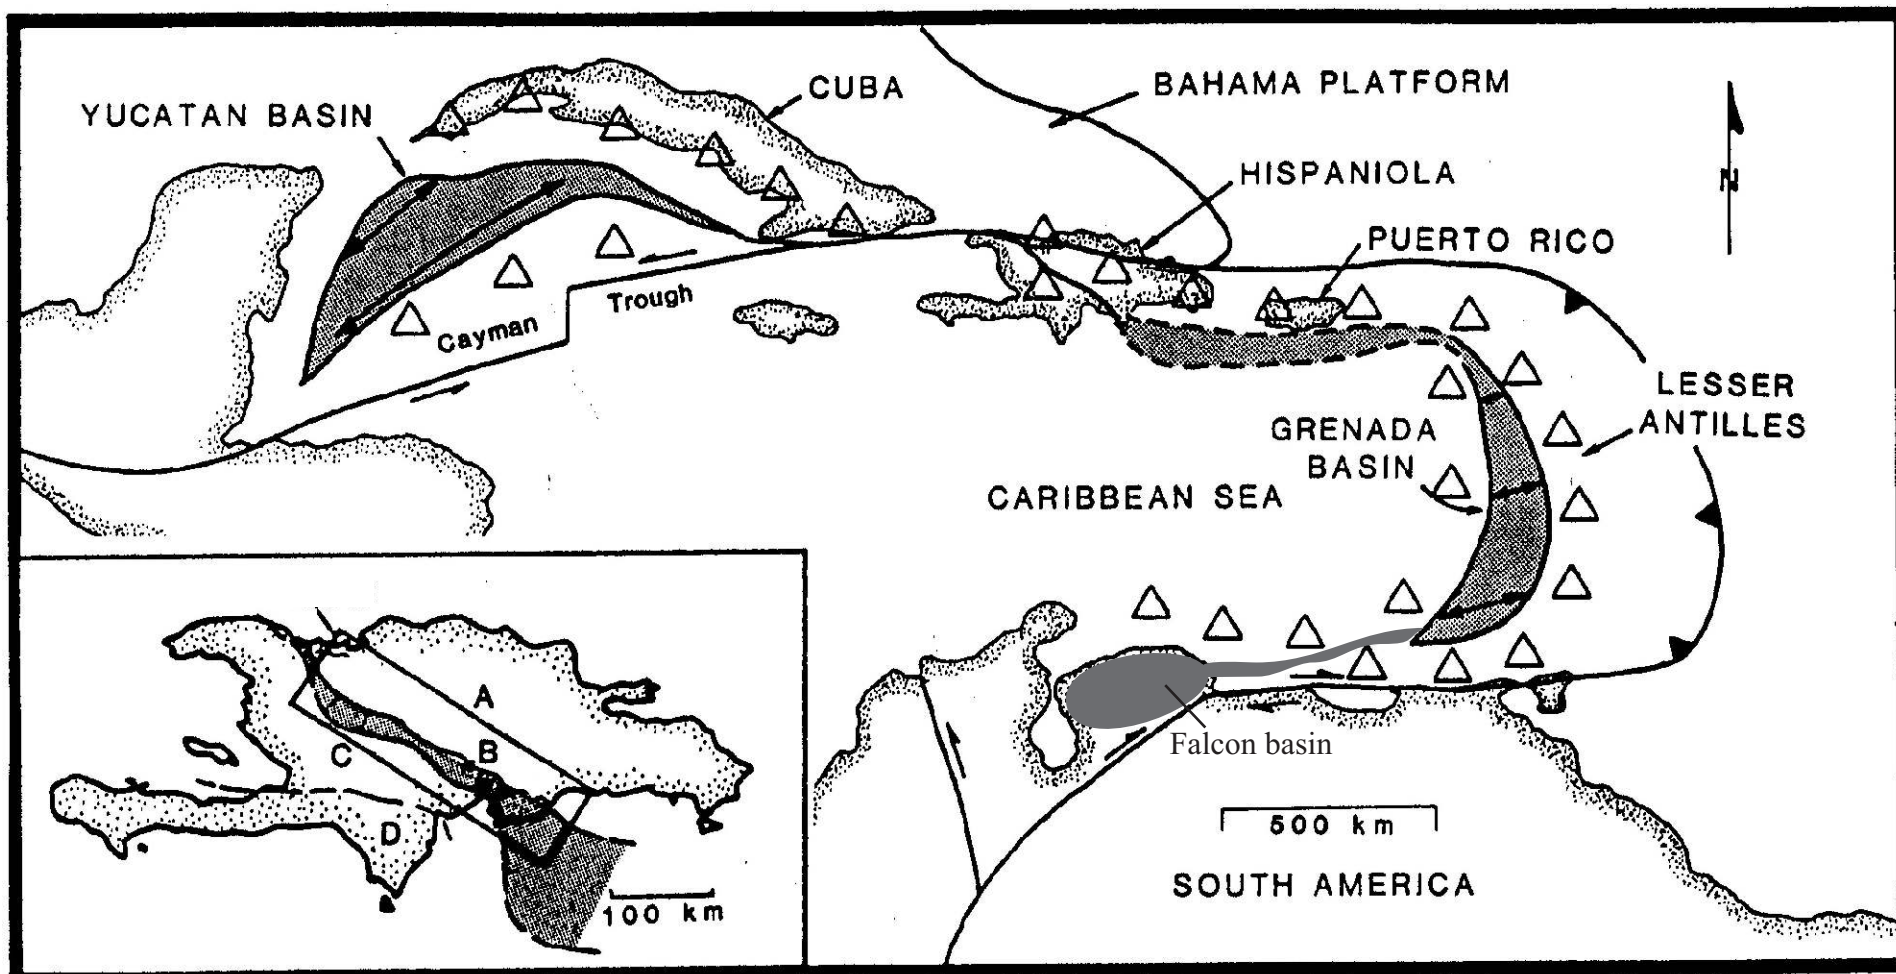 YUCATAN BASIN
CUBA
BAHAMA PLATFORM
N
HISPANIOLA
PUERTO RICO
Trough
Cayman
LESSER
ANTILLES
GRENADA
BASIN
CARIBBEAN SEA
Falcon basin
500 km
SOUTH AMERICA
A
B
C
D
100 km